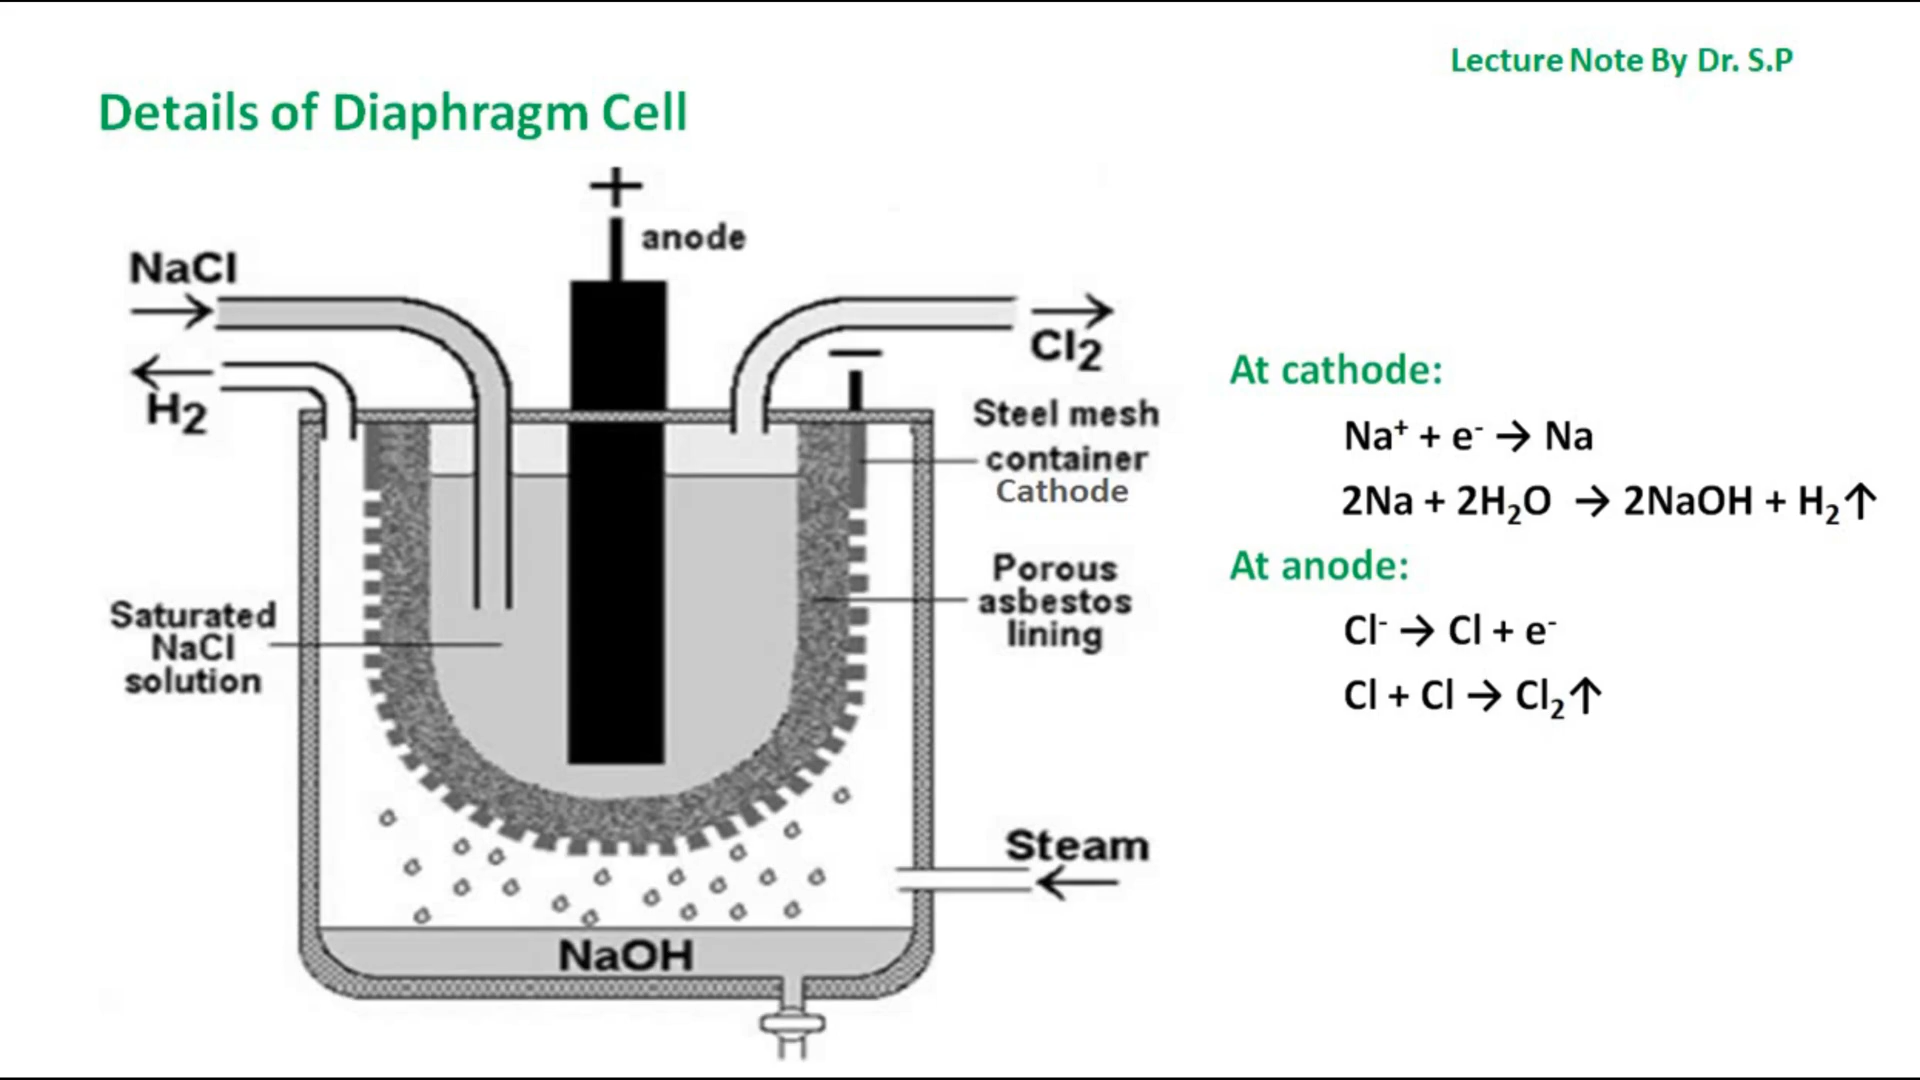 Lecture Note By Dr. S.P
Details of Diaphragm Cell
+
anode
NaCl
H₂
Cl₂
−
Steel mesh
container
Cathode
Porous
asbestos
lining
Saturated
NaCl
solution
Steam
NaOH
At cathode:
Na⁺ + e⁻ → Na
2Na + 2H₂O → 2NaOH + H₂↑
At anode:
Cl⁻ → Cl + e⁻
Cl + Cl → Cl₂↑